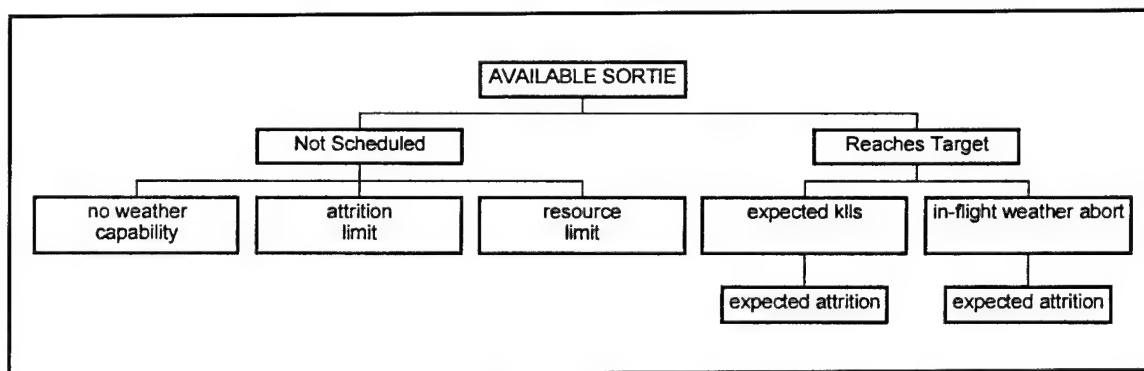 AVAILABLE SORTIE
Not Scheduled
Reaches Target
no weather
capability
attrition
limit
resource
limit
expected klls
in-flight weather abort
expected attrition
expected attrition